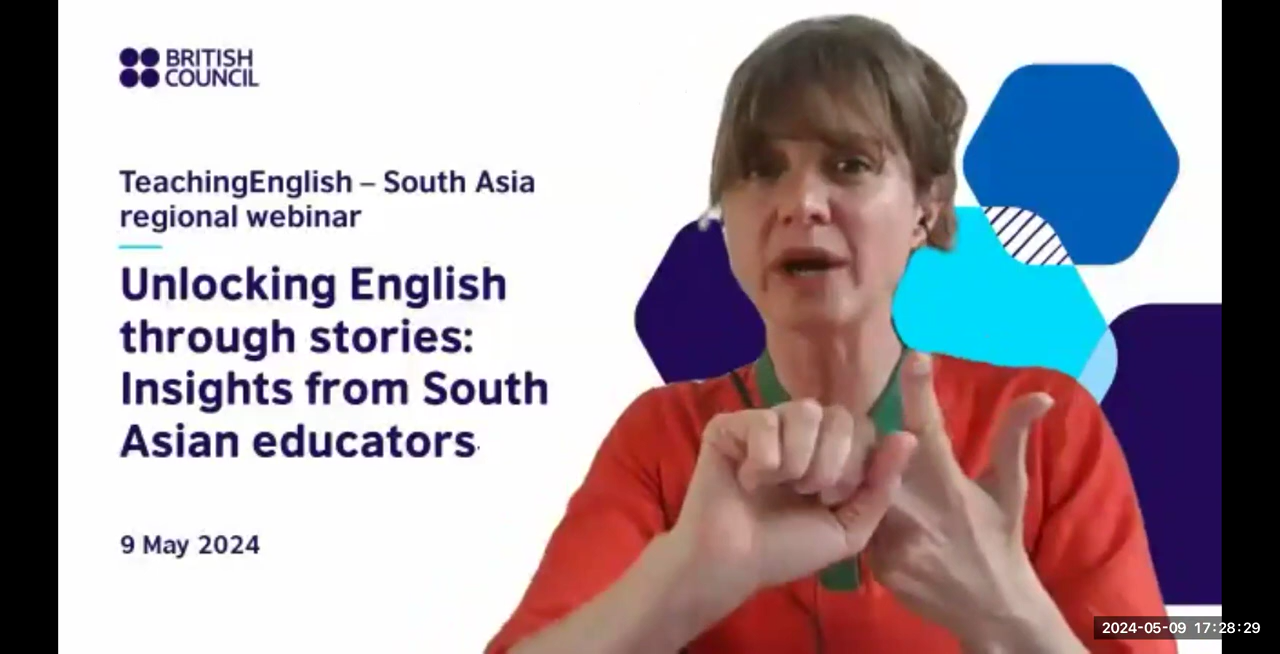 BRITISH
COUNCIL
TeachingEnglish – South Asia
regional webinar
Unlocking English
through stories:
Insights from South
Asian educators
9 May 2024
2024-05-09 17:28:29